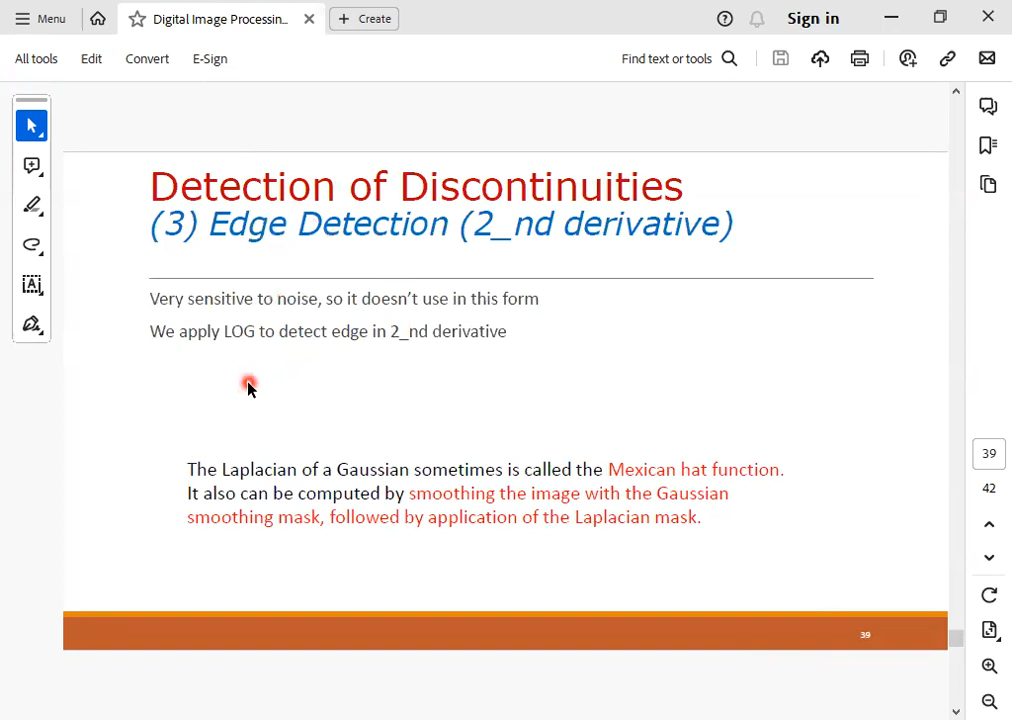 Menu
Digital Image Processin...
Create
Sign in
All tools
Edit
Convert
E-Sign
Find text or tools
Detection of Discontinuities
(3) Edge Detection (2_nd derivative)
Very sensitive to noise, so it doesn't use in this form
We apply LOG to detect edge in 2_nd derivative
The Laplacian of a Gaussian sometimes is called the Mexican hat function.
It also can be computed by smoothing the image with the Gaussian
smoothing mask, followed by application of the Laplacian mask.
39
39
42